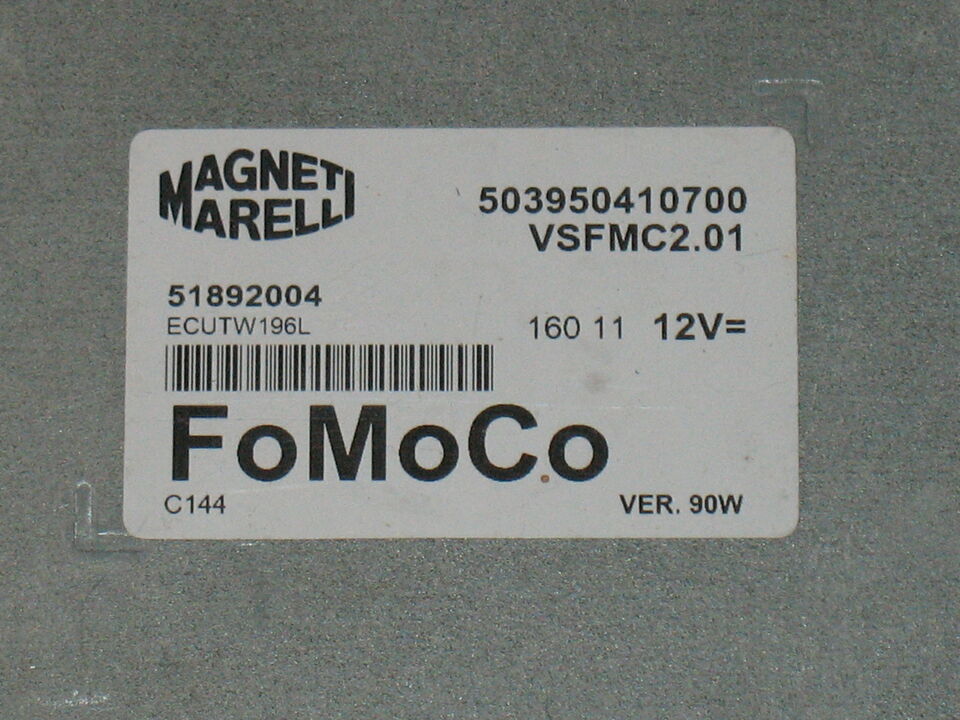 MAGNETI
MARELLI
503950410700
VSFMC2.01
51892004
ECUTW196L
160 11 12V=
FoMoCo
C144
VER. 90W